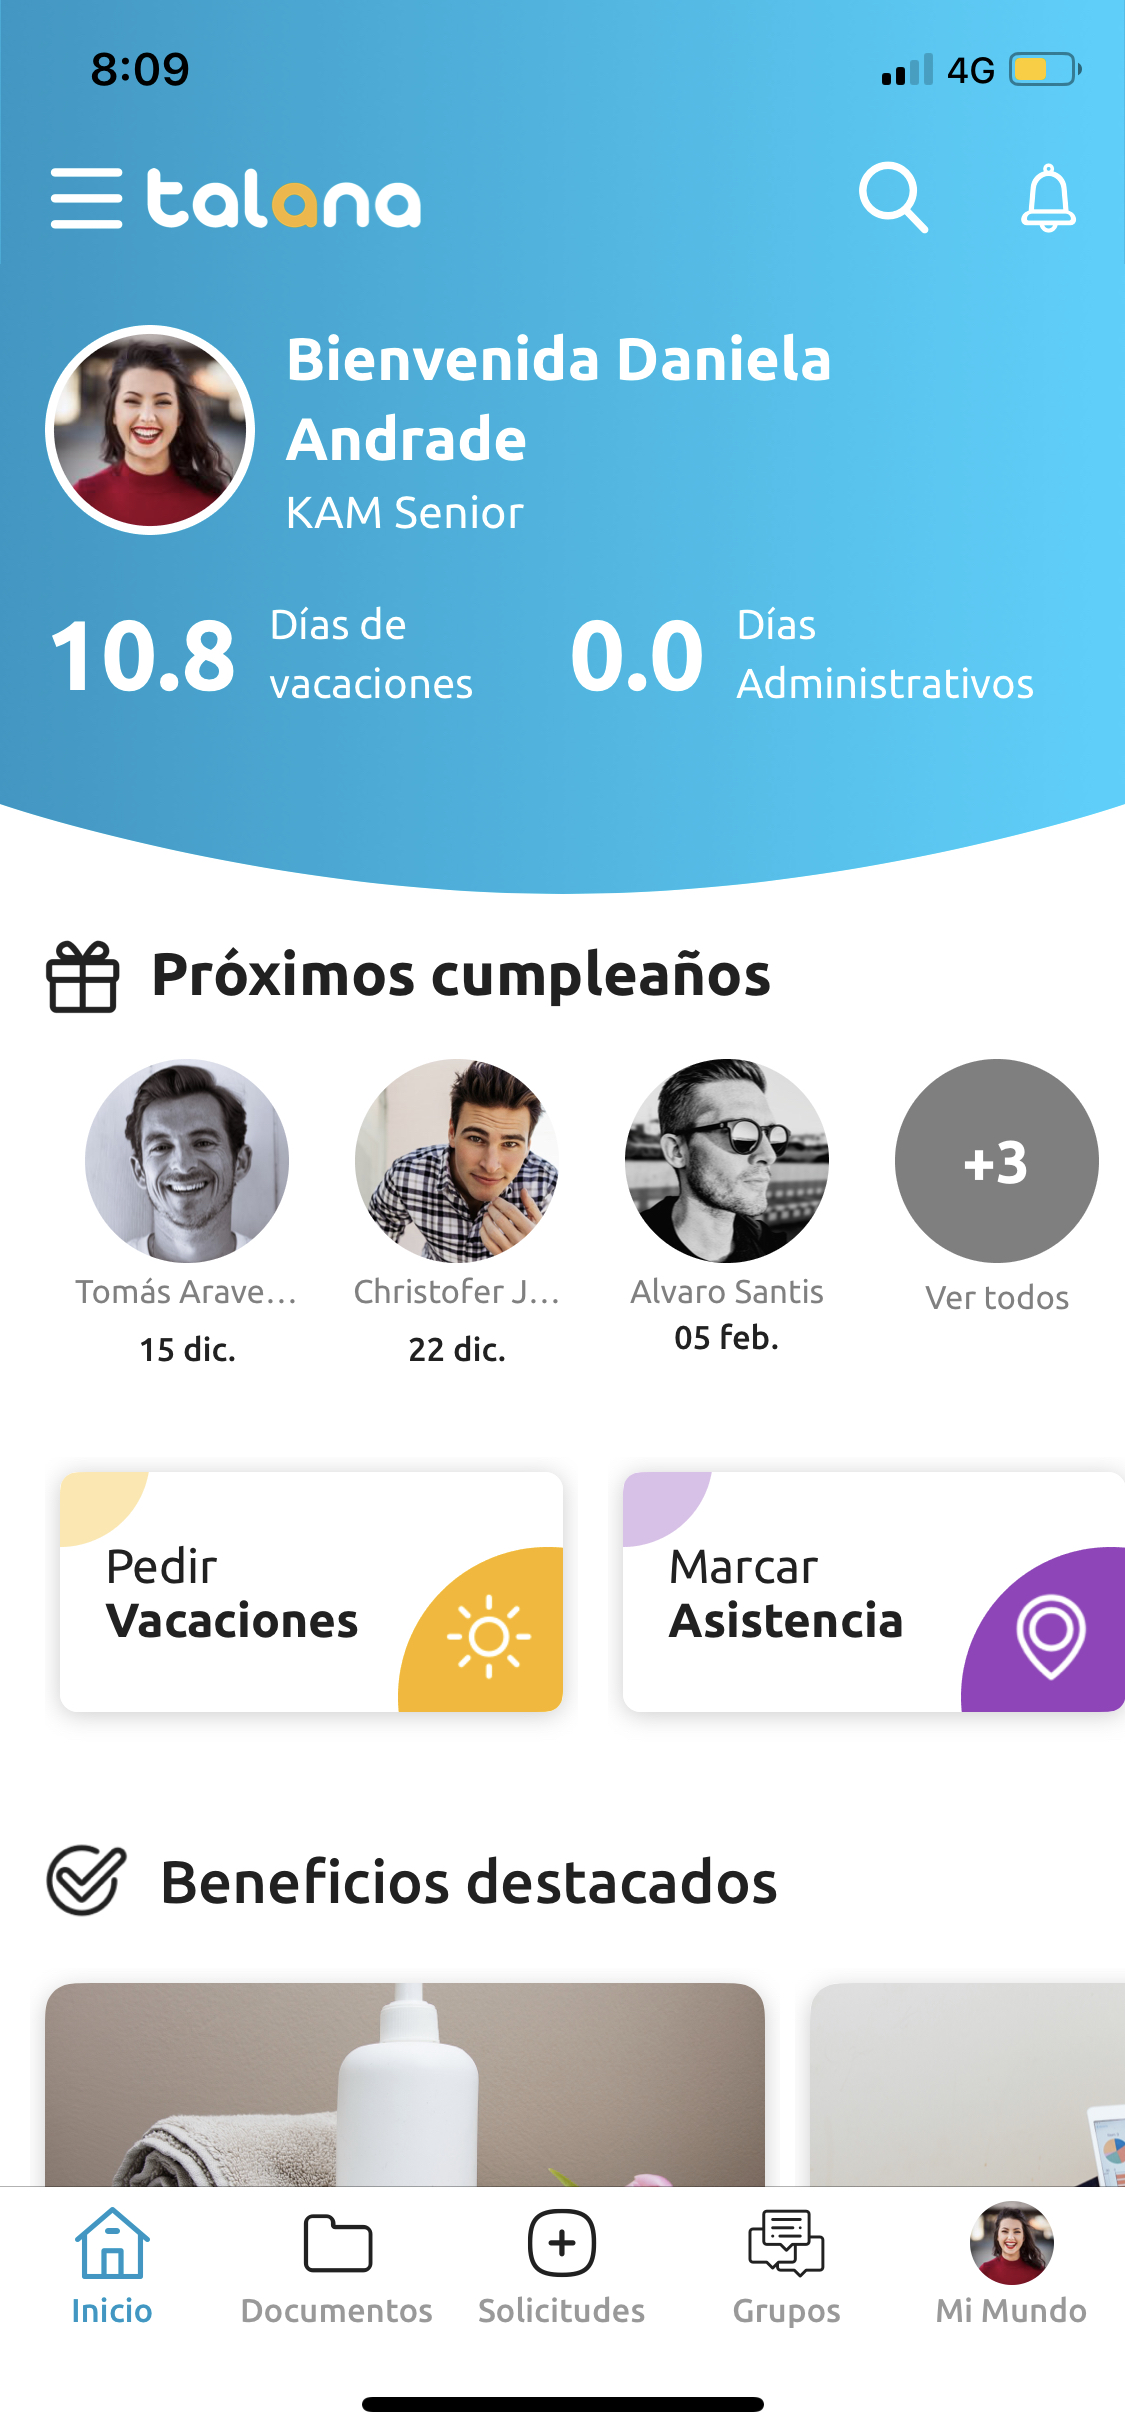 8:09
4G
talana
Bienvenida Daniela
Andrade
KAM Senior
10.8 Días de
vacaciones
0.0 Días
Administrativos
Próximos cumpleaños
+3
Tomás Arave...
Christofer J...
Alvaro Santis
Ver todos
15 dic.
22 dic.
05 feb.
Pedir
Vacaciones
Marcar
Asistencia
Beneficios destacados
Inicio
Documentos
Solicitudes
Grupos
Mi Mundo